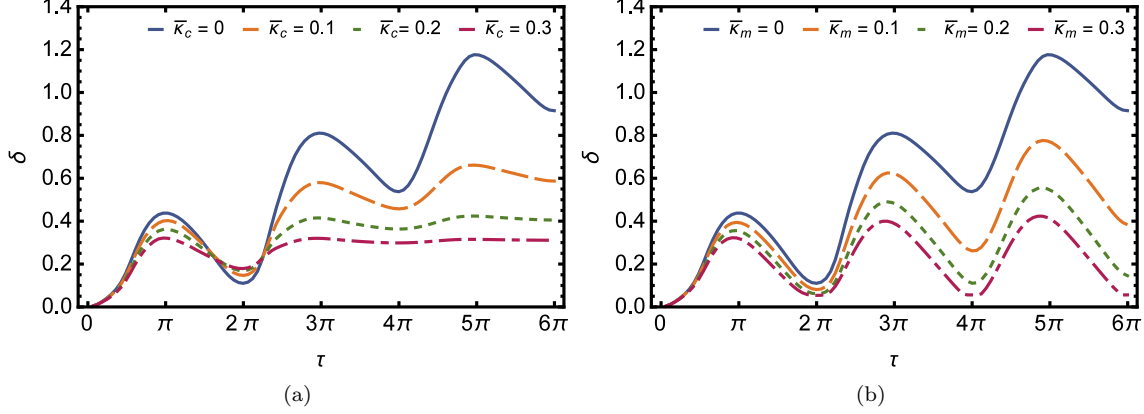 1.4
κ̅c = 0 κ̅c = 0.1 κ̅c= 0.2 κ̅c = 0.3
1.2
1.0
0.8
δ
0.6
0.4
0.2
0.0
0 π 2 π 3π 4π 5π 6π
τ
(a)
1.4
κ̅m = 0 κ̅m = 0.1 κ̅m= 0.2 κ̅m = 0.3
1.2
1.0
0.8
δ
0.6
0.4
0.2
0.0
0 π 2 π 3π 4π 5π 6π
τ
(b)